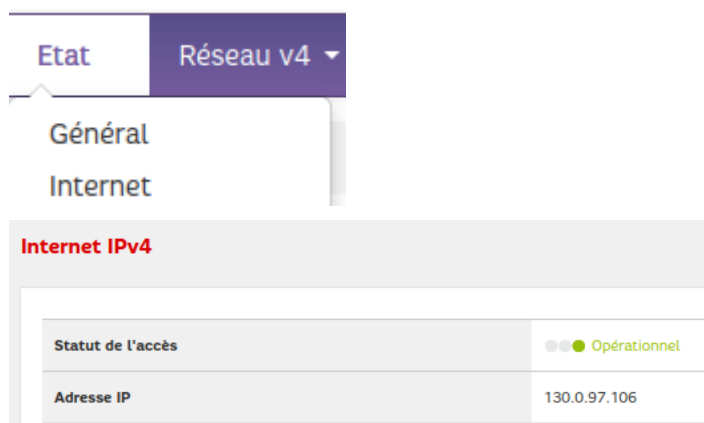 Etat Réseau v4
Général
Internet
Internet IPv4
Statut de l'accès Opérationnel
Adresse IP 130.0.97.106